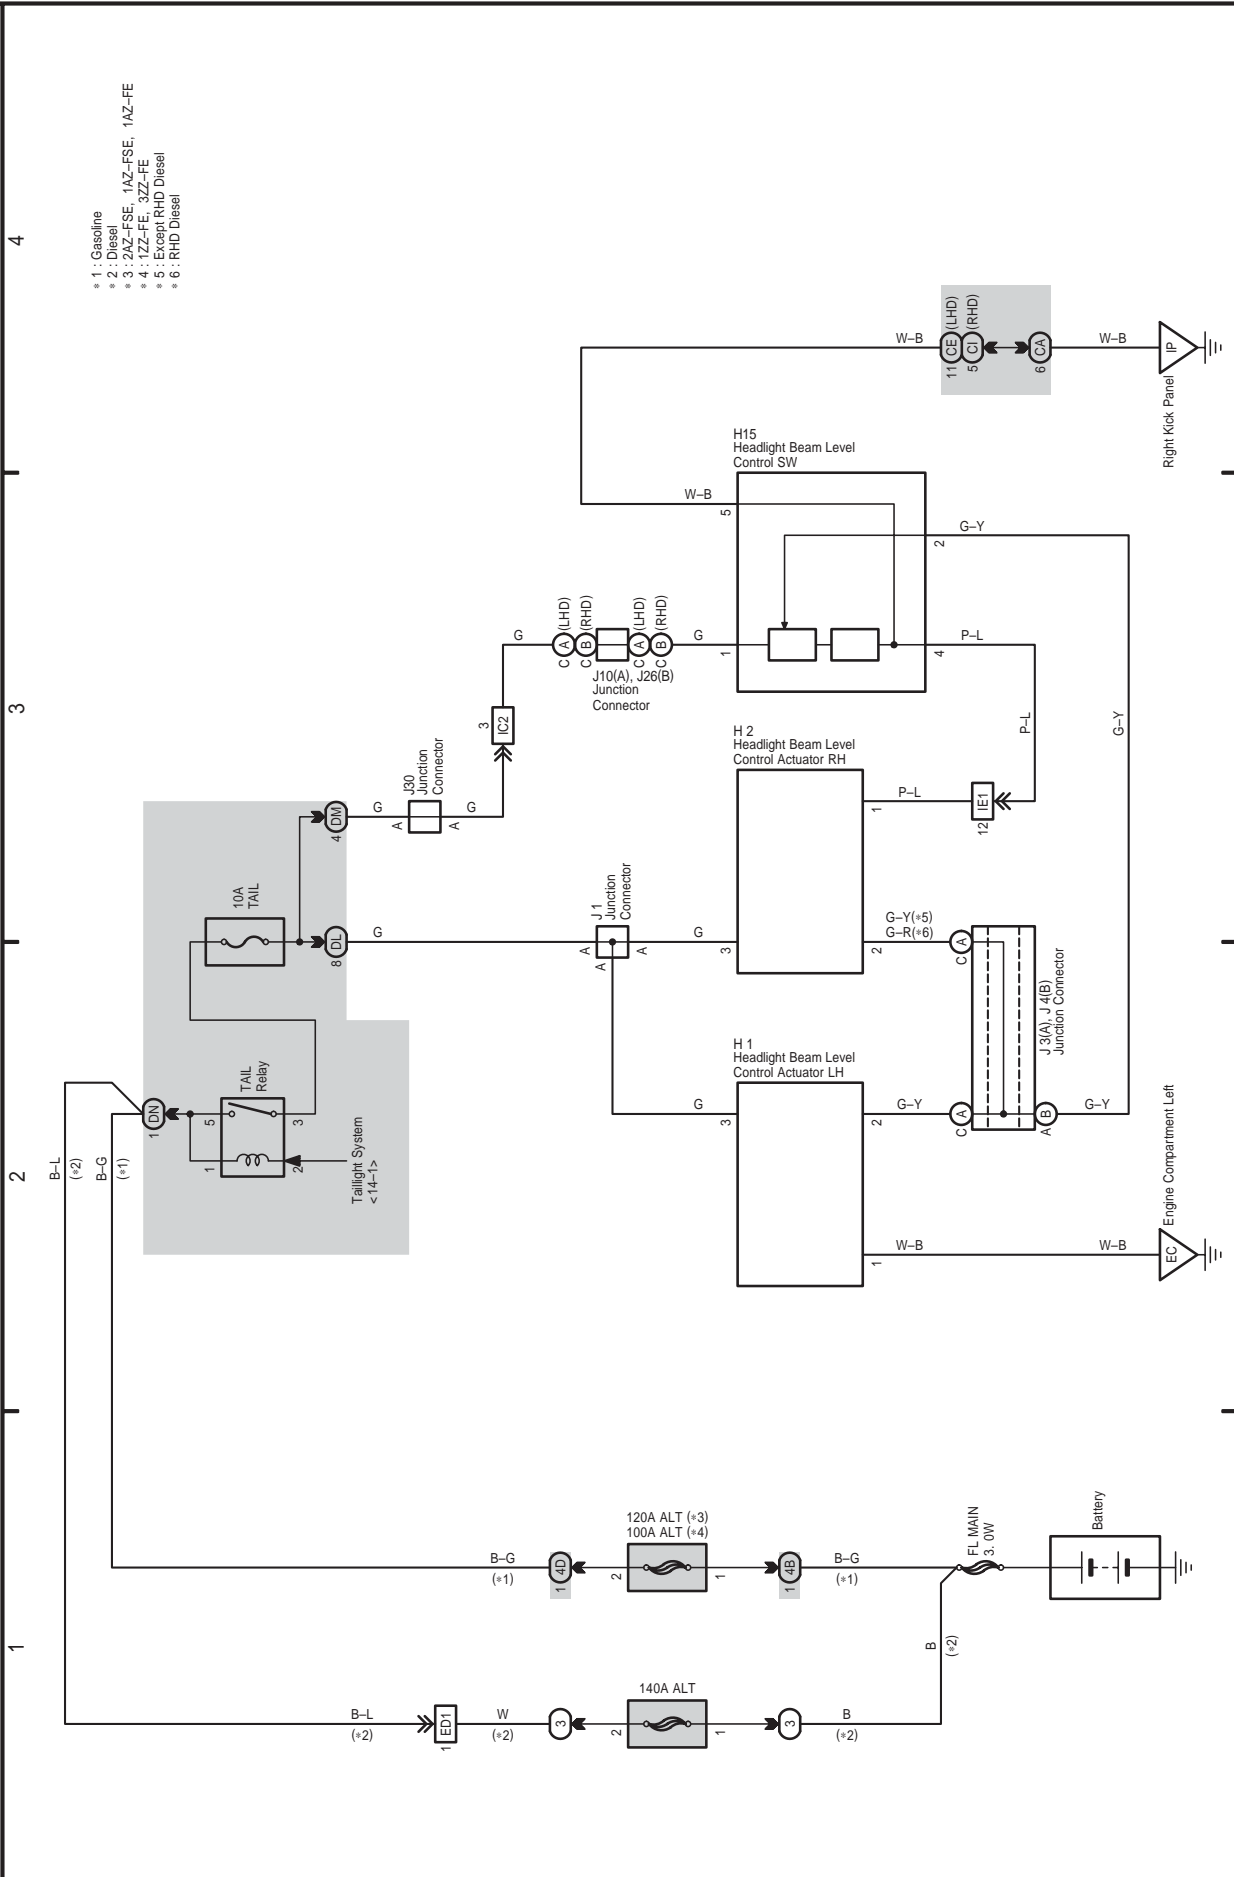 4
3
2
1
* 1 : Gasoline
* 2 : Diesel
* 3 : 2AZ–FSE, 1AZ–FSE, 1AZ–FE
* 4 : 1ZZ–FE, 3ZZ–FE
* 5 : Except RHD Diesel
* 6 : RHD Diesel
B–L
(*2)
B–G
(*1)
1
DN
TAIL
Relay
5
3
1
2
Taillight System
<14–1>
10A
TAIL
8
DL
4
DM
G
G
A
J30
Junction
Connector
A
G
3
IC2
G
C
A
(LHD)
C
B
(RHD)
C
A
(LHD)
C
B
(RHD)
J10(A), J26(B)
Junction
Connector
G
A
J 1
Junction
Connector
A
A
G
G
H15
Headlight Beam Level
Control SW
W–B
5
1
2
4
G–Y
P–L
P–L
G–Y
W–B
11
CE
(LHD)
5
CI
(RHD)
6
CA
W–B
IP
Right Kick Panel
H 2
Headlight Beam Level
Control Actuator RH
3
1
2
P–L
12
IE1
G–Y(*5)
G–R(*6)
C
A
H 1
Headlight Beam Level
Control Actuator LH
3
2
1
G–Y
C
A
J 3(A), J 4(B)
Junction Connector
A
B
G–Y
W–B
W–B
EC
Engine Compartment Left
B–G
(*1)
1
4D
120A ALT (*3)
100A ALT (*4)
2
1
1
4B
B–G
(*1)
FL MAIN
3. 0W
Battery
B–L
(*2)
1
ED1
W
(*2)
3
140A ALT
2
1
3
B
(*2)
B
(*2)